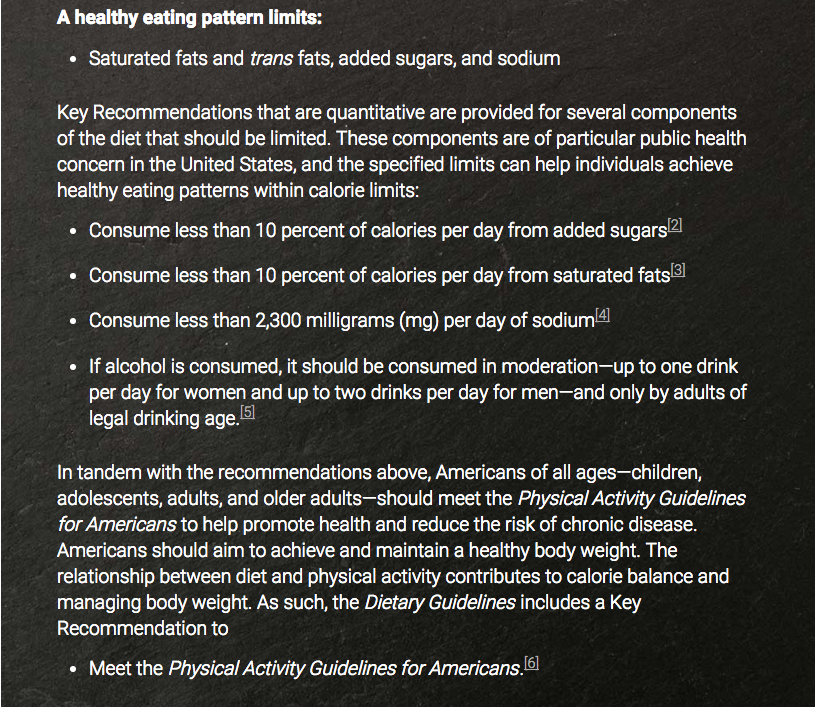 A healthy eating pattern limits:
• Saturated fats and trans fats, added sugars, and sodium
Key Recommendations that are quantitative are provided for several components
of the diet that should be limited. These components are of particular public health
concern in the United States, and the specified limits can help individuals achieve
healthy eating patterns within calorie limits:
• Consume less than 10 percent of calories per day from added sugars[2]
• Consume less than 10 percent of calories per day from saturated fats[3]
• Consume less than 2,300 milligrams (mg) per day of sodium[4]
• If alcohol is consumed, it should be consumed in moderation—up to one drink
per day for women and up to two drinks per day for men—and only by adults of
legal drinking age.[5]
In tandem with the recommendations above, Americans of all ages—children,
adolescents, adults, and older adults—should meet the Physical Activity Guidelines
for Americans to help promote health and reduce the risk of chronic disease.
Americans should aim to achieve and maintain a healthy body weight. The
relationship between diet and physical activity contributes to calorie balance and
managing body weight. As such, the Dietary Guidelines includes a Key
Recommendation to
• Meet the Physical Activity Guidelines for Americans.[6]